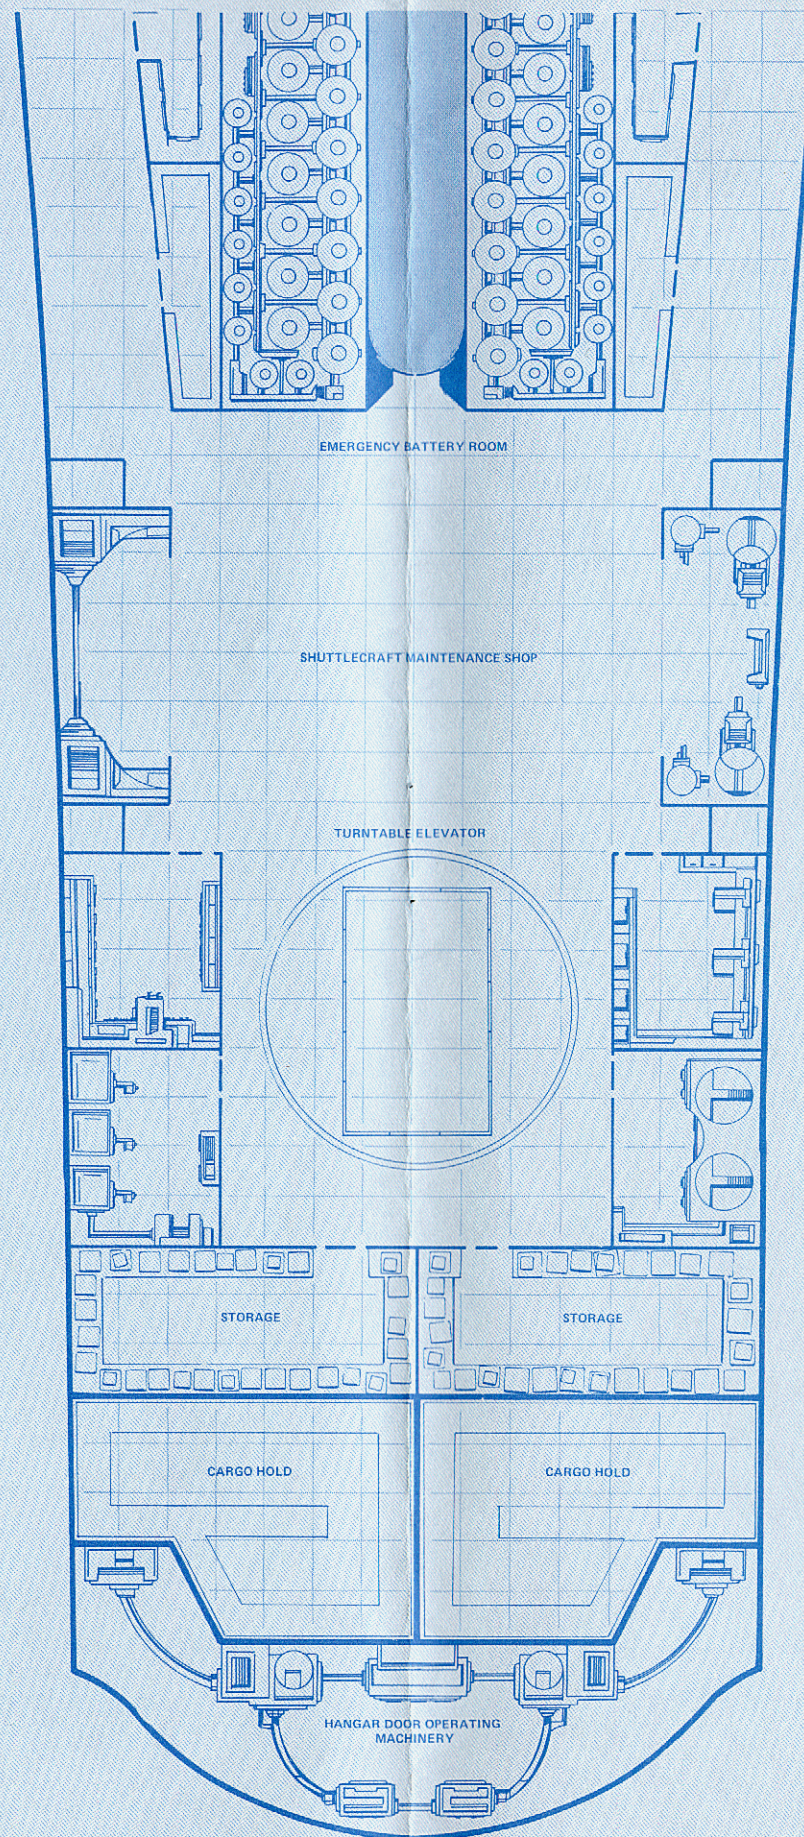 EMERGENCY BATTERY ROOM
SHUTTLECRAFT MAINTENANCE SHOP
TURNTABLE ELEVATOR
STORAGE
STORAGE
CARGO HOLD
CARGO HOLD
HANGAR DOOR OPERATING
MACHINERY